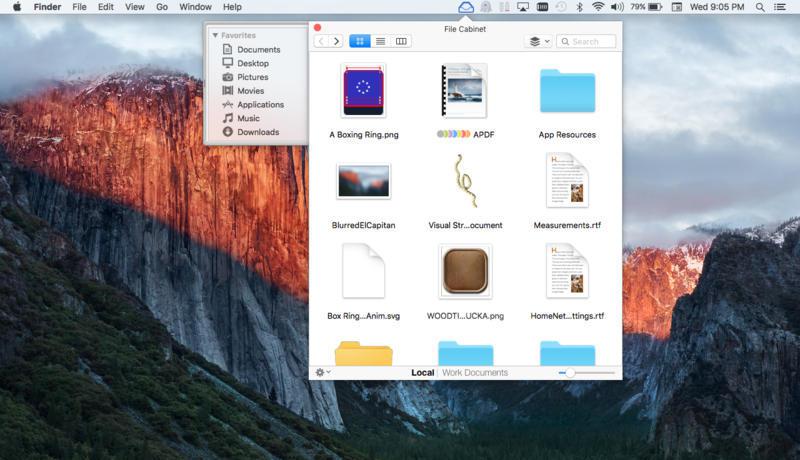 Finder File Edit View Go Window Help 79% Wed 9:05 PM
File Cabinet
Search
Favorites
Documents
Desktop
Pictures
Movies
Applications
Music
Downloads
A Boxing Ring.png APDF App Resources
BlurredElCapitan Visual Str...ocument Measurements.rtf
Box Ring...Anim.svg WOODTI...UCKA.png HomeNet...ttings.rtf
Local | Work Documents